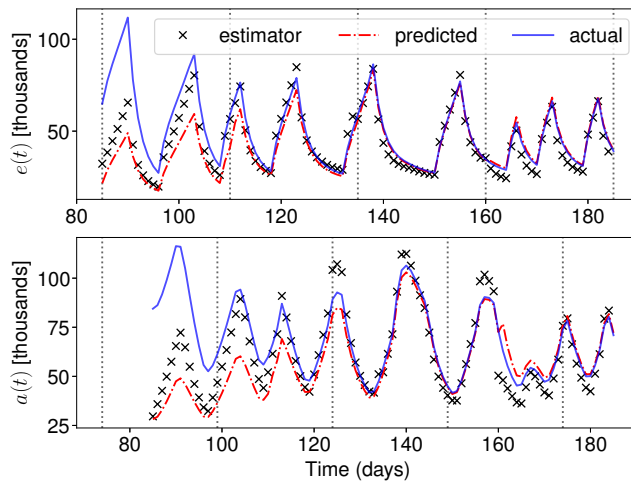 estimator predicted actual
e(t) [thousands]
100
50
80 100 120 140 160 180
a(t) [thousands]
100
75
50
25
80 100 120 140 160 180
Time (days)